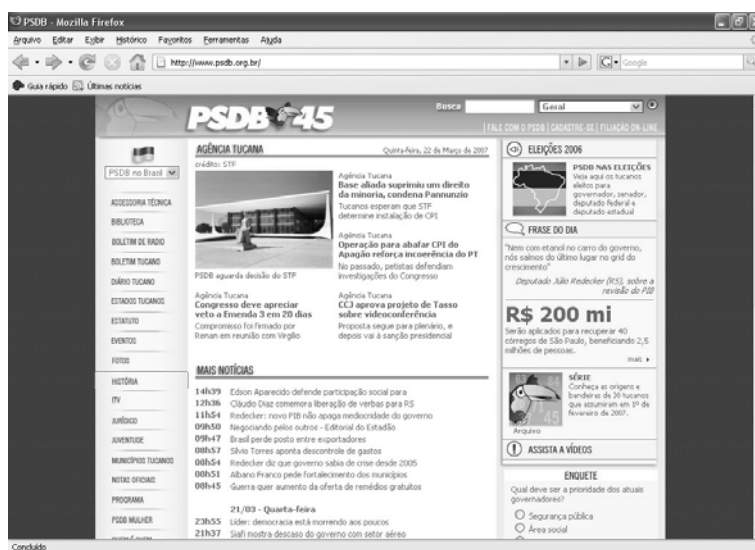 PSDB - Mozilla Firefox
Arquivo Editar Exibir Histórico Favoritos Ferramentas Ajuda
http://www.psdb.org.br/
Google
Guia rápido Últimas notícias
PSDB 45
Busca
Geral
FALE COM O PSDB | CADASTRE-SE | FILIAÇÃO ON-LINE
PSDB no Brasil
ASSESSORIA TÉCNICA
BIBLIOTECA
BOLETIM DE RADIO
BOLETIM TUCANO
DIÁRIO TUCANO
ESTADOS TUCANOS
ESTATUTO
EVENTOS
FOTOS
HISTÓRIA
ITV
JURÍDICO
JUVENTUDE
MUNICÍPIOS TUCANOS
NOTAS OFICIAIS
PROGRAMA
PSDB MULHER
AGÊNCIA TUCANA
Quinta-feira, 22 de Março de 2007
crédito: STF
PSDB aguarda decisão do STF
Agência Tucana
Base aliada suprimiu um direito
da minoria, condena Pannunzio
Tucanos esperam que STF
determine instalação de CPI
Agência Tucana
Operação para abafar CPI do
Apagão reforça incoerência do PT
No passado, petistas defendiam
investigações do Congresso
Agência Tucana
Congresso deve apreciar
veto a Emenda 3 em 20 dias
Compromisso foi firmado por
Renan em reunião com Virgílio
Agência Tucana
CCJ aprova projeto de Tasso
sobre videoconferência
Proposta segue para plenário, e
depois vai à sanção presidencial
MAIS NOTÍCIAS
14h39 Edson Aparecido defende participação social para
12h36 Cláudio Diaz comemora liberação de verbas para RS
11h54 Redecker: novo PIB não apaga mediocridade do governo
09h50 Negociando pelos outros - Editorial do Estadão
09h47 Brasil perde posto entre exportadores
08h57 Silvio Torres aponta descontrole de gastos
08h54 Redecker diz que governo sabia de crise desde 2005
08h51 Albano Franco pede fortalecimento dos municípios
08h45 Guerra quer aumento da oferta de remédios gratuitos
21/03 - Quarta-feira
23h55 Líder: democracia está morrendo aos poucos
21h37 Siafi mostra descaso do governo com setor aéreo
ELEIÇÕES 2006
PSDB NAS ELEIÇÕES
Veja aqui os tucanos
eleitos para
governador, senador,
deputado federal e
deputado estadual
FRASE DO DIA
"Nem com etanol no carro do governo,
nós saímos do último lugar no grid do
crescimento"
Deputado Júlio Redecker (RS), sobre a
revisão do PIB
R$ 200 mi
Serão aplicados para recuperar 40
córregos de São Paulo, beneficiando 2,5
milhões de pessoas.
mais
SÉRIE
Conheça as origens e
bandeiras de 20 tucanos
que assumiram em 1º de
fevereiro de 2007.
Arquivo
ASSISTA A VÍDEOS
ENQUETE
Qual deve ser a prioridade dos atuais
governadores?
Segurança pública
Área social
Concluído